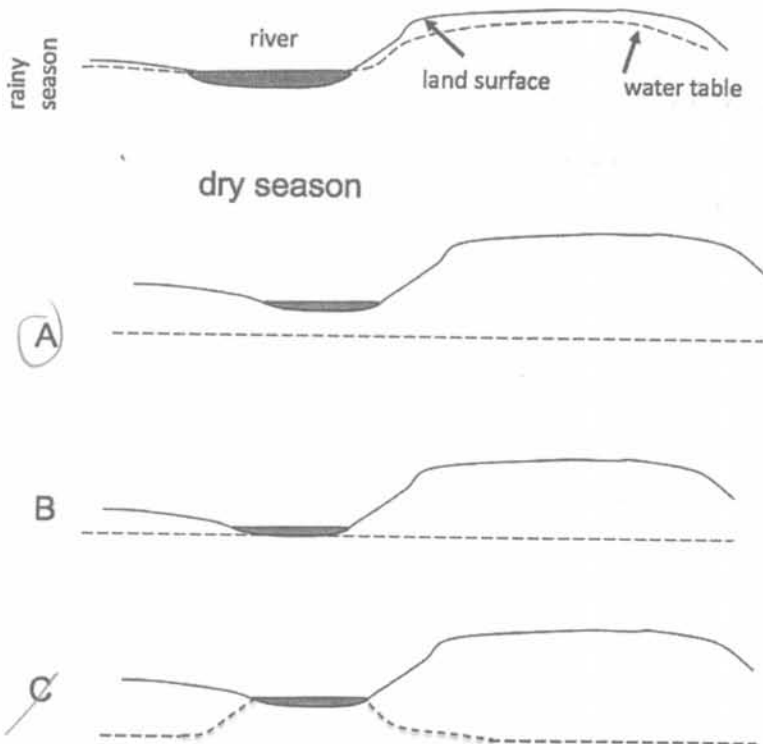 river
rainy
season
land surface
water table
dry season
A
B
C